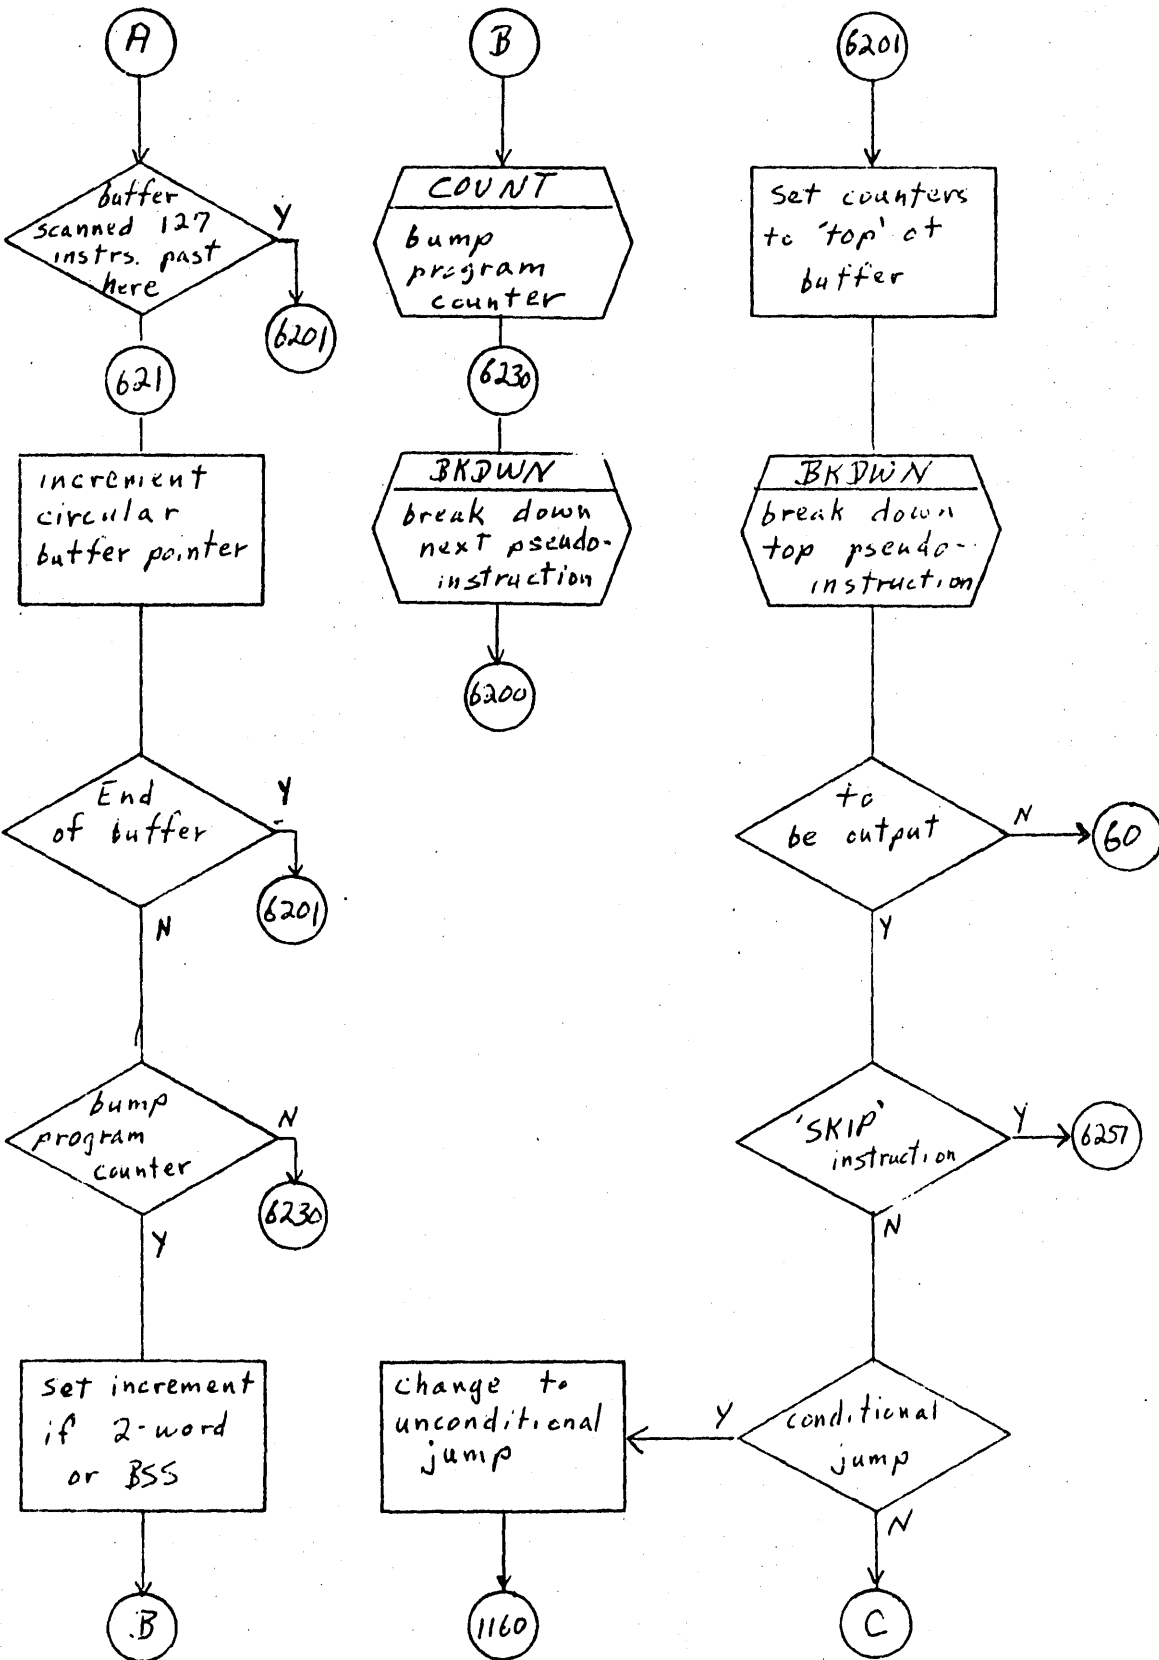 A
buffer
scanned 127
instrs. past
here
Y
6201
621
increment
circular
buffer pointer
End
of buffer
Y
6201
N
bump
program
counter
N
6230
Y
set increment
if 2-word
or BSS
B
B
COUNT
bump
program
counter
6230
BKDWN
break down
next pseudo-
instruction
6200
6201
Set counters
to 'top' of
buffer
BKDWN
break down
top pseudo-
instruction
to
be output
N
60
Y
'SKIP'
instruction
Y
6257
N
conditional
jump
Y
change to
unconditional
jump
1160
N
C